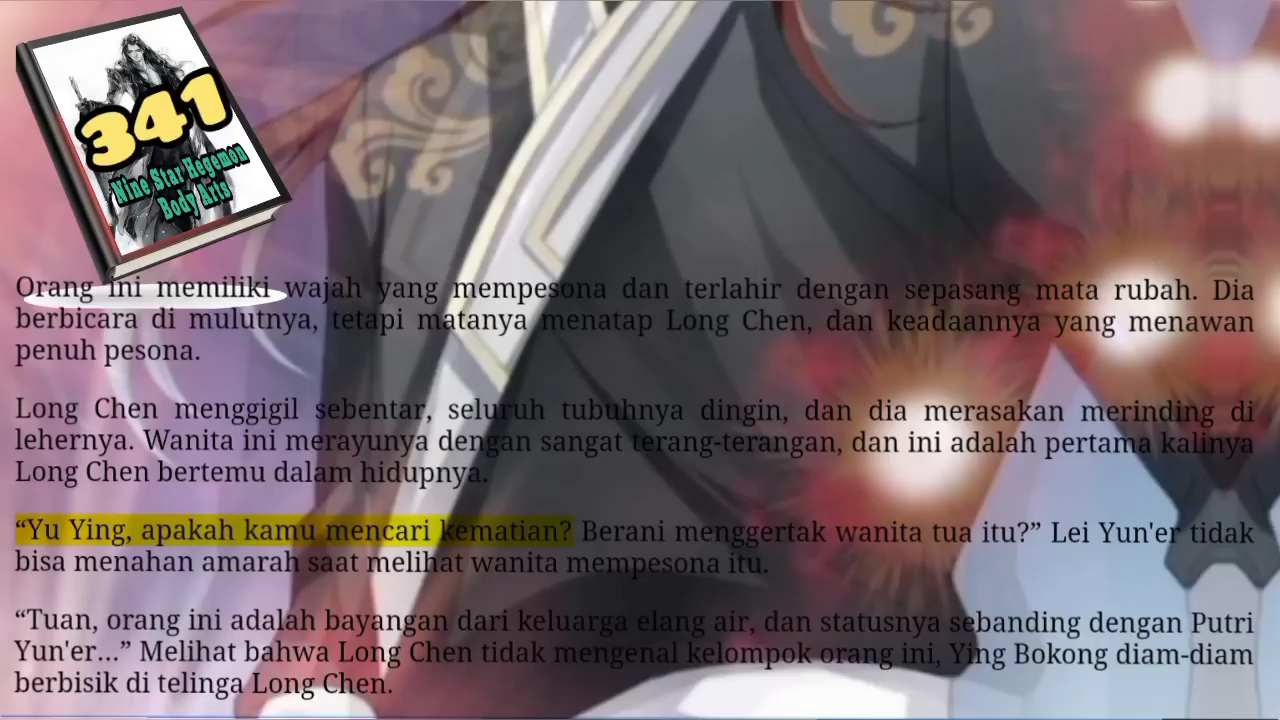 341
Nine Star Hegemon
Body Arts
Orang ini memiliki wajah yang mempesona dan terlahir dengan sepasang mata rubah. Dia
berbicara di mulutnya, tetapi matanya menatap Long Chen, dan keadaannya yang menawan
penuh pesona.
Long Chen menggigil sebentar, seluruh tubuhnya dingin, dan dia merasakan merinding di
lehernya. Wanita ini merayunya dengan sangat terang-terangan, dan ini adalah pertama kalinya
Long Chen bertemu dalam hidupnya.
“Yu Ying, apakah kamu mencari kematian? Berani menggertak wanita tua itu?” Lei Yun'er tidak
bisa menahan amarah saat melihat wanita mempesona itu.
“Tuan, orang ini adalah bayangan dari keluarga elang air, dan statusnya sebanding dengan Putri
Yun'er...” Melihat bahwa Long Chen tidak mengenal kelompok orang ini, Ying Bokong diam-diam
berbisik di telinga Long Chen.